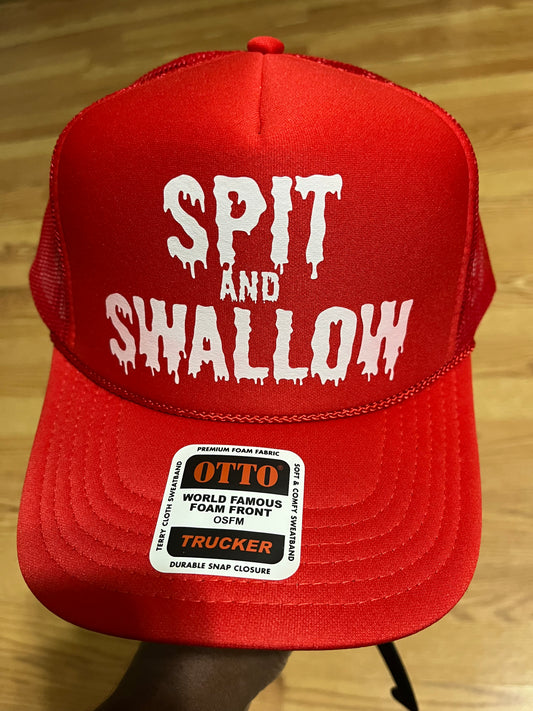 SPIT
AND
SWALLOW
PREMIUM FOAM FABRIC
TERRY CLOTH SWEATBAND
OTTO®
WORLD FAMOUS
FOAM FRONT
OSFM
TRUCKER
SOFT & COMFY SWEATBAND
DURABLE SNAP CLOSURE